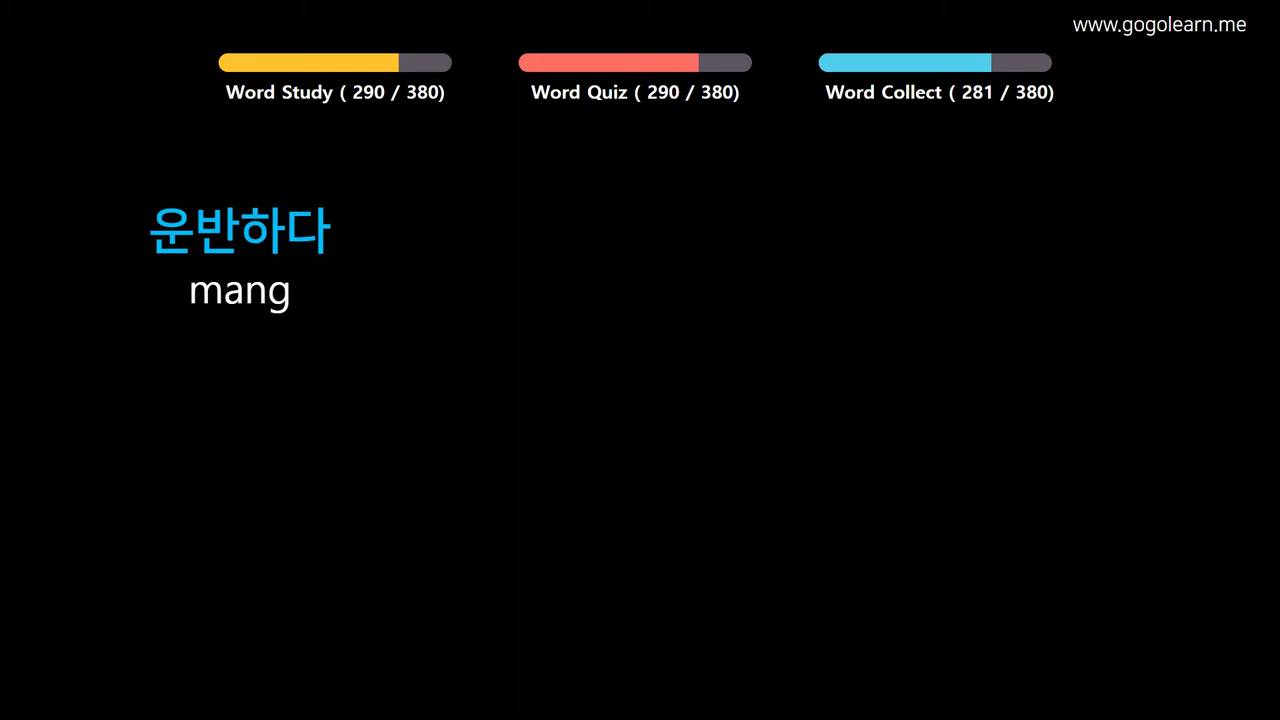 www.gogolearn.me
Word Study ( 290 / 380)
Word Quiz ( 290 / 380)
Word Collect ( 281 / 380)
운반하다
mang